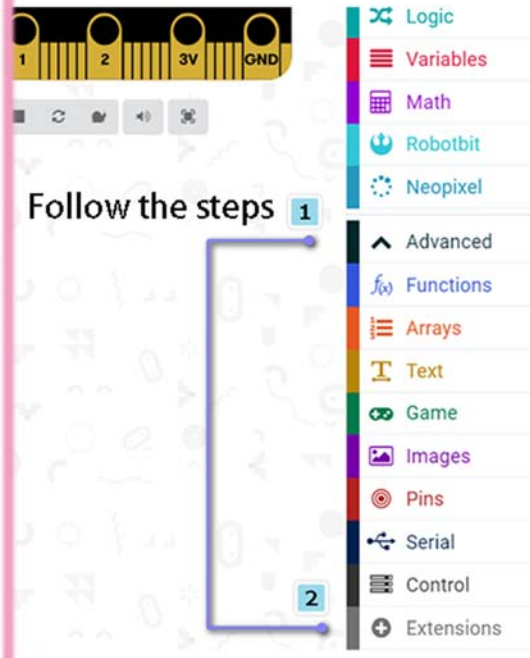 1 2 3V GND
Logic
Variables
Math
Robotbit
Neopixel
Follow the steps 1
Advanced
f(x) Functions
Arrays
Text
Game
Images
Pins
Serial
2
Control
Extensions